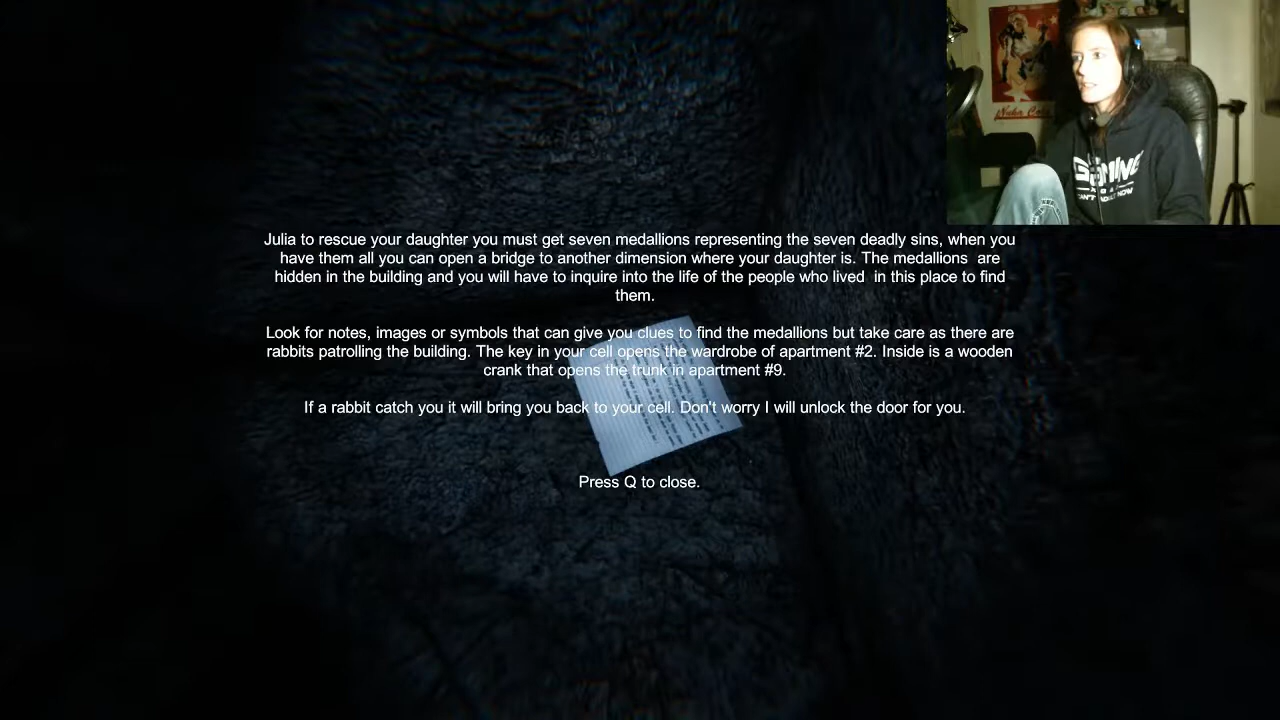 Julia to rescue your daughter you must get seven medallions representing the seven deadly sins, when you
have them all you can open a bridge to another dimension where your daughter is. The medallions  are
hidden in the building and you will have to inquire into the life of the people who lived  in this place to find
them.
Look for notes, images or symbols that can give you clues to find the medallions but take care as there are
rabbits patrolling the building. The key in your cell opens the wardrobe of apartment #2. Inside is a wooden
crank that opens the trunk in apartment #9.
If a rabbit catch you it will bring you back to your cell. Don't worry I will unlock the door for you.
Press Q to close.
GAMING